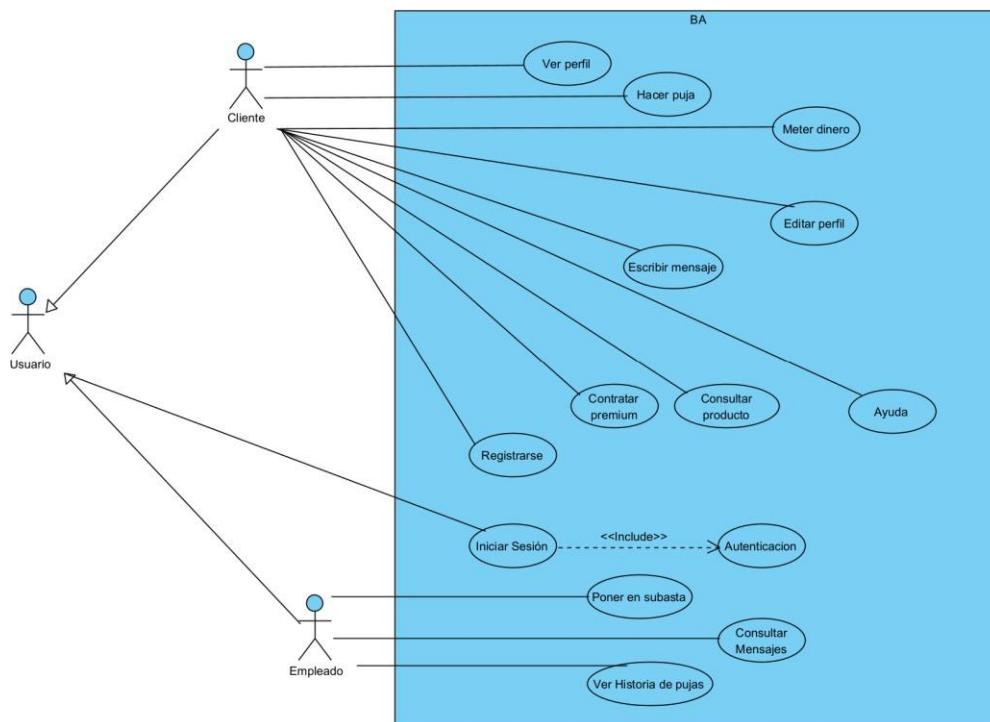 BA
Ver perfil
Hacer puja
Cliente
Meter dinero
Editar perfil
Escribir mensaje
Usuario
Contratar
premium
Consultar
producto
Ayuda
Registrarse
Iniciar Sesión
<<Include>>
Autenticacion
Poner en subasta
Consultar
Mensajes
Empleado
Ver Historia de pujas